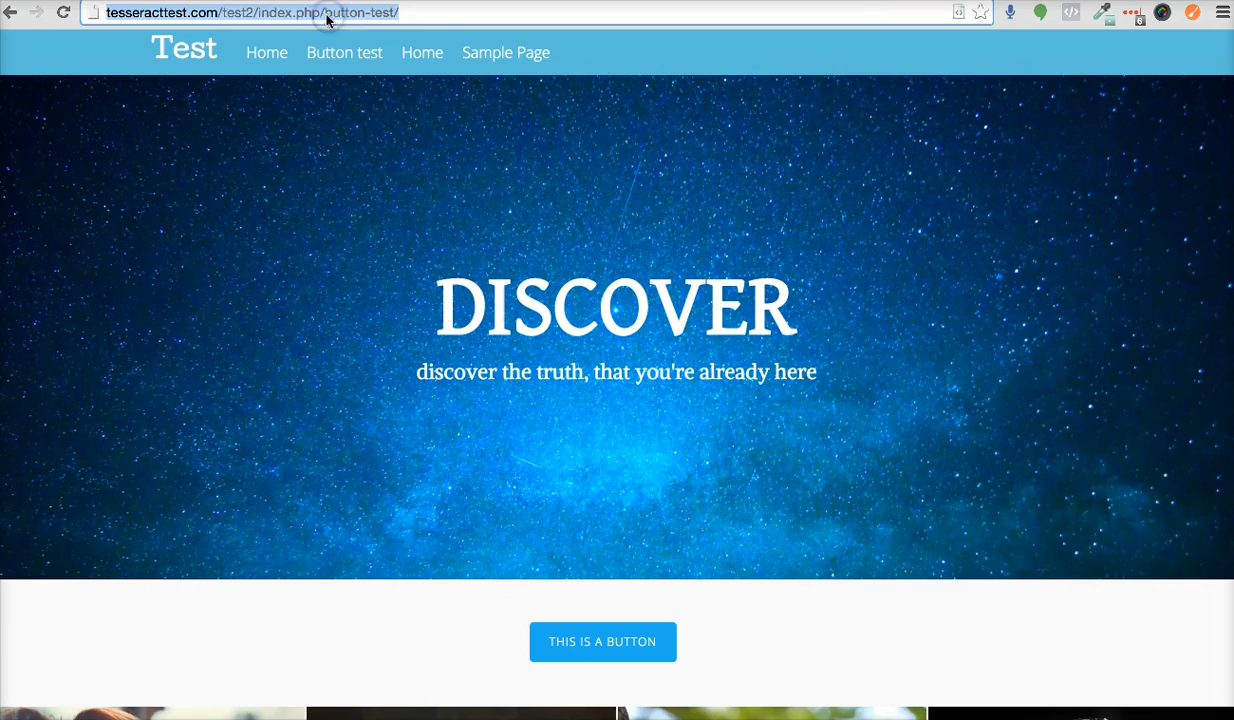 tesseracttest.com/test2/index.php/button-test/
6
Test Home Button test Home Sample Page
DISCOVER
discover the truth, that you're already here
THIS IS A BUTTON